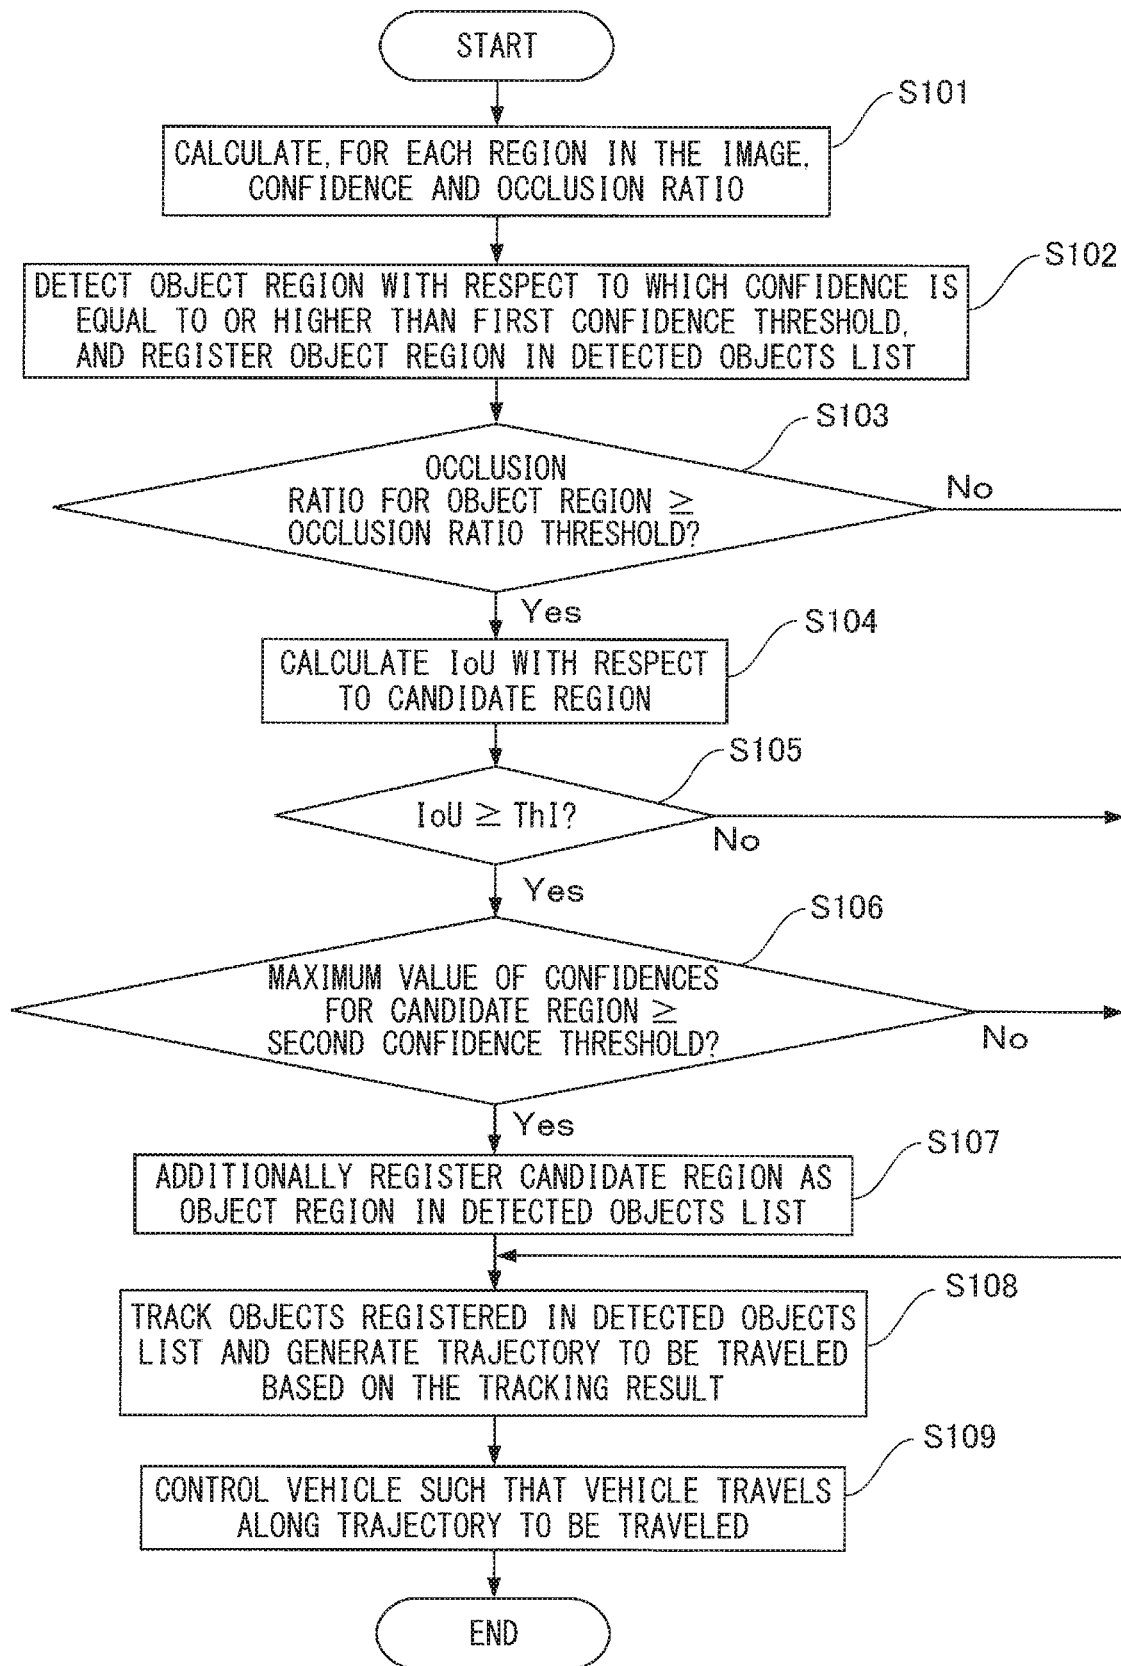 START
S101
CALCULATE, FOR EACH REGION IN THE IMAGE,
CONFIDENCE AND OCCLUSION RATIO
S102
DETECT OBJECT REGION WITH RESPECT TO WHICH CONFIDENCE IS
EQUAL TO OR HIGHER THAN FIRST CONFIDENCE THRESHOLD,
AND REGISTER OBJECT REGION IN DETECTED OBJECTS LIST
S103
OCCLUSION
RATIO FOR OBJECT REGION ≧
OCCLUSION RATIO THRESHOLD?
No
Yes
S104
CALCULATE IoU WITH RESPECT
TO CANDIDATE REGION
S105
IoU ≧ ThI?
No
Yes
S106
MAXIMUM VALUE OF CONFIDENCES
FOR CANDIDATE REGION ≧
SECOND CONFIDENCE THRESHOLD?
No
Yes
S107
ADDITIONALLY REGISTER CANDIDATE REGION AS
OBJECT REGION IN DETECTED OBJECTS LIST
S108
TRACK OBJECTS REGISTERED IN DETECTED OBJECTS
LIST AND GENERATE TRAJECTORY TO BE TRAVELED
BASED ON THE TRACKING RESULT
S109
CONTROL VEHICLE SUCH THAT VEHICLE TRAVELS
ALONG TRAJECTORY TO BE TRAVELED
END